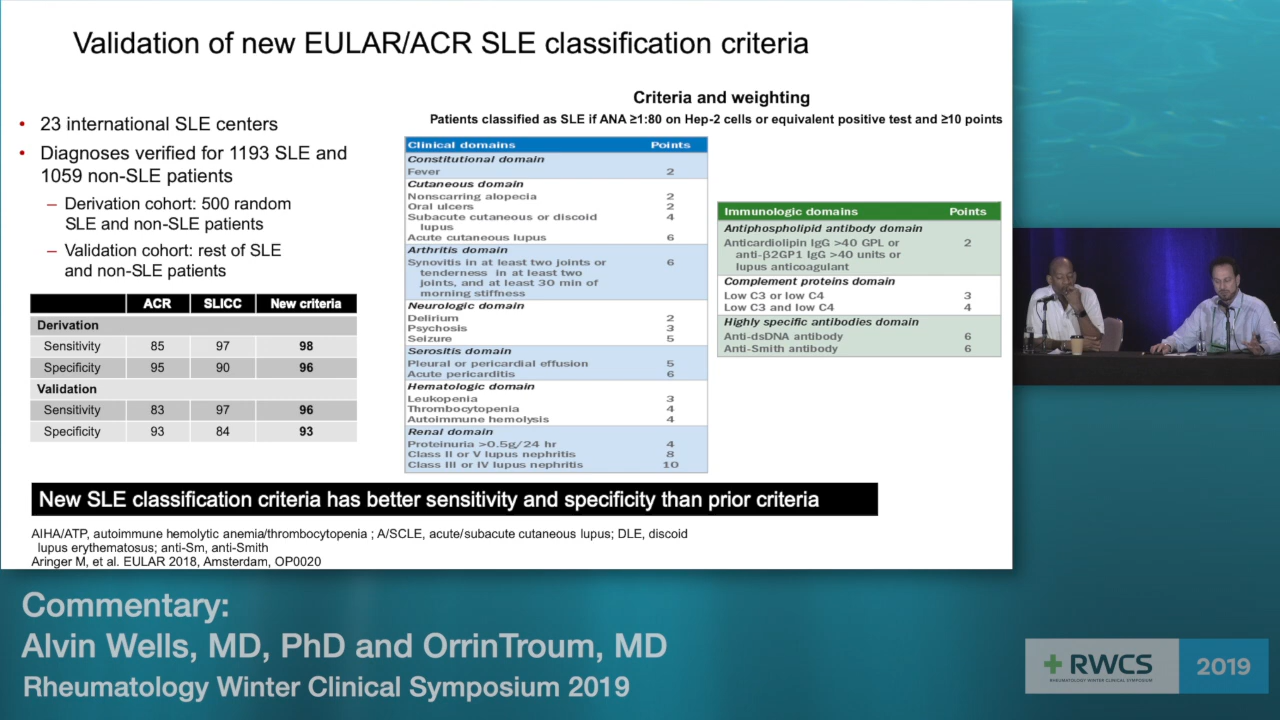 Validation of new EULAR/ACR SLE classification criteria
• 23 international SLE centers
• Diagnoses verified for 1193 SLE and
1059 non-SLE patients
– Derivation cohort: 500 random
SLE and non-SLE patients
– Validation cohort: rest of SLE
and non-SLE patients
ACR SLICC New criteria
Derivation
Sensitivity 85 97 98
Specificity 95 90 96
Validation
Sensitivity 83 97 96
Specificity 93 84 93
Criteria and weighting
Patients classified as SLE if ANA ≥1:80 on Hep-2 cells or equivalent positive test and ≥10 points
Clinical domains Points
Constitutional domain
Fever 2
Cutaneous domain
Nonscarring alopecia 2
Oral ulcers 2
Subacute cutaneous or discoid 4
lupus
Acute cutaneous lupus 6
Arthritis domain
Synovitis in at least two joints or 6
tenderness in at least two
joints, and at least 30 min of
morning stiffness
Neurologic domain
Delirium 2
Psychosis 3
Seizure 5
Serositis domain
Pleural or pericardial effusion 5
Acute pericarditis 6
Hematologic domain
Leukopenia 3
Thrombocytopenia 4
Autoimmune hemolysis 4
Renal domain
Proteinuria >0.5g/24 hr 4
Class II or V lupus nephritis 8
Class III or IV lupus nephritis 10
Immunologic domains Points
Antiphospholipid antibody domain
Anticardiolipin IgG >40 GPL or 2
anti-β2GP1 IgG >40 units or
lupus anticoagulant
Complement proteins domain
Low C3 or low C4 3
Low C3 and low C4 4
Highly specific antibodies domain
Anti-dsDNA antibody 6
Anti-Smith antibody 6
New SLE classification criteria has better sensitivity and specificity than prior criteria
AIHA/ATP, autoimmune hemolytic anemia/thrombocytopenia ; A/SCLE, acute/subacute cutaneous lupus; DLE, discoid
lupus erythematosus; anti-Sm, anti-Smith
Aringer M, et al. EULAR 2018, Amsterdam, OP0020
Commentary:
Alvin Wells, MD, PhD and OrrinTroum, MD
Rheumatology Winter Clinical Symposium 2019
RWCS 2019
RHEUMATOLOGY WINTER CLINICAL SYMPOSIUM